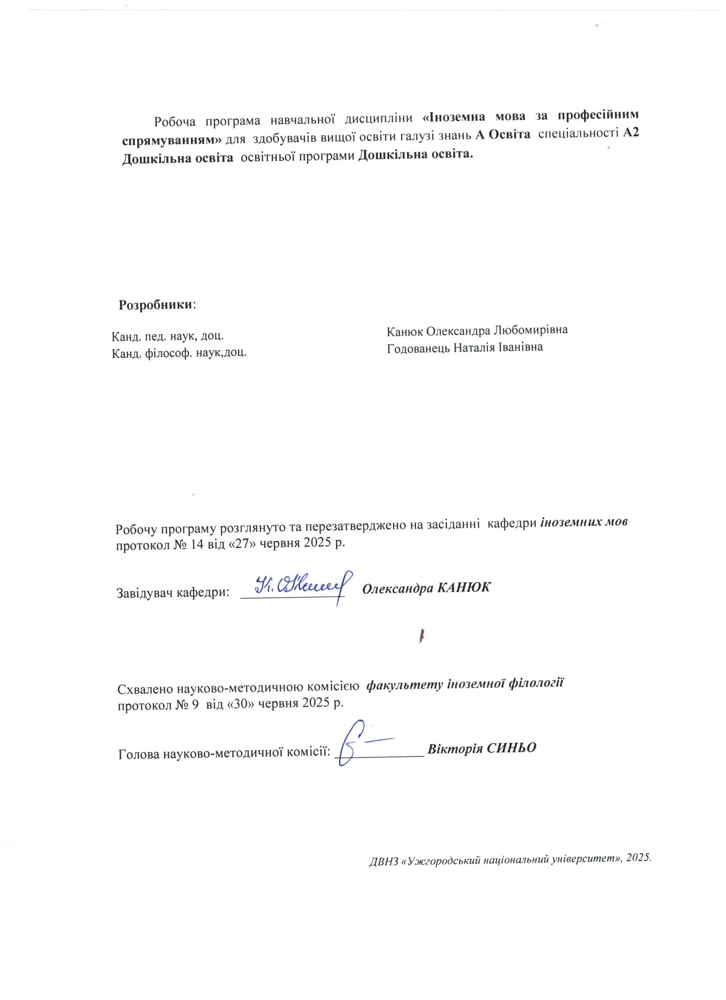 Робоча програма навчальної дисципліни «Іноземна мова за професійним
спрямуванням» для здобувачів вищої освіти галузі знань А Освіта спеціальності А2
Дошкільна освіта освітньої програми Дошкільна освіта.
Розробники:
Канд. пед. наук, доц. Канюк Олександра Любомирівна
Канд. філософ. наук,доц. Годованець Наталія Іванівна
Робочу програму розглянуто та перезатверджено на засіданні кафедри іноземних мов
протокол № 14 від «27» червня 2025 р.
Завідувач кафедри: Олександра КАНЮК
Схвалено науково-методичною комісією факультету іноземної філології
протокол № 9 від «30» червня 2025 р.
Голова науково-методичної комісії: Вікторія СИНЬО
ДВНЗ «Ужгородський національний університет», 2025.